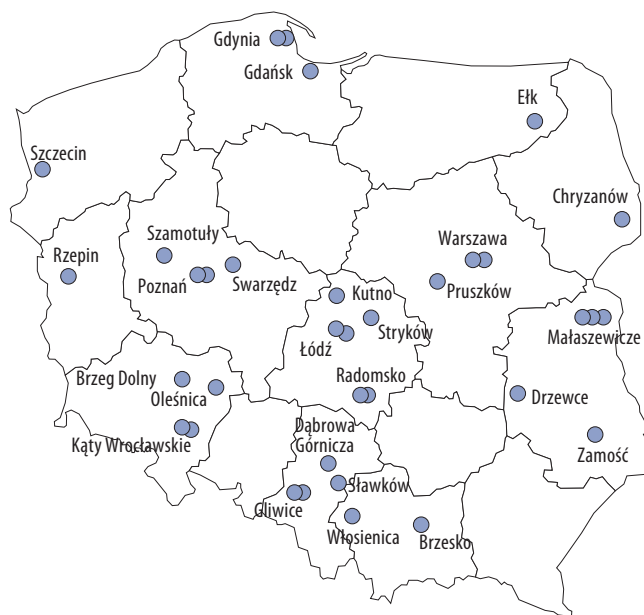 Gdynia
Gdańsk
Ełk
Szczecin
Chryzanów
Szamotuły
Warszawa
Rzepin
Poznań
Swarzędz
Pruszków
Kutno
Stryków
Małaszewicze
Łódź
Radomsko
Brzeg Dolny
Oleśnica
Drzewce
Kąty Wrocławskie
Dąbrowa
Górnicza
Zamość
Sławków
Gliwice
Włosienica
Brzesko